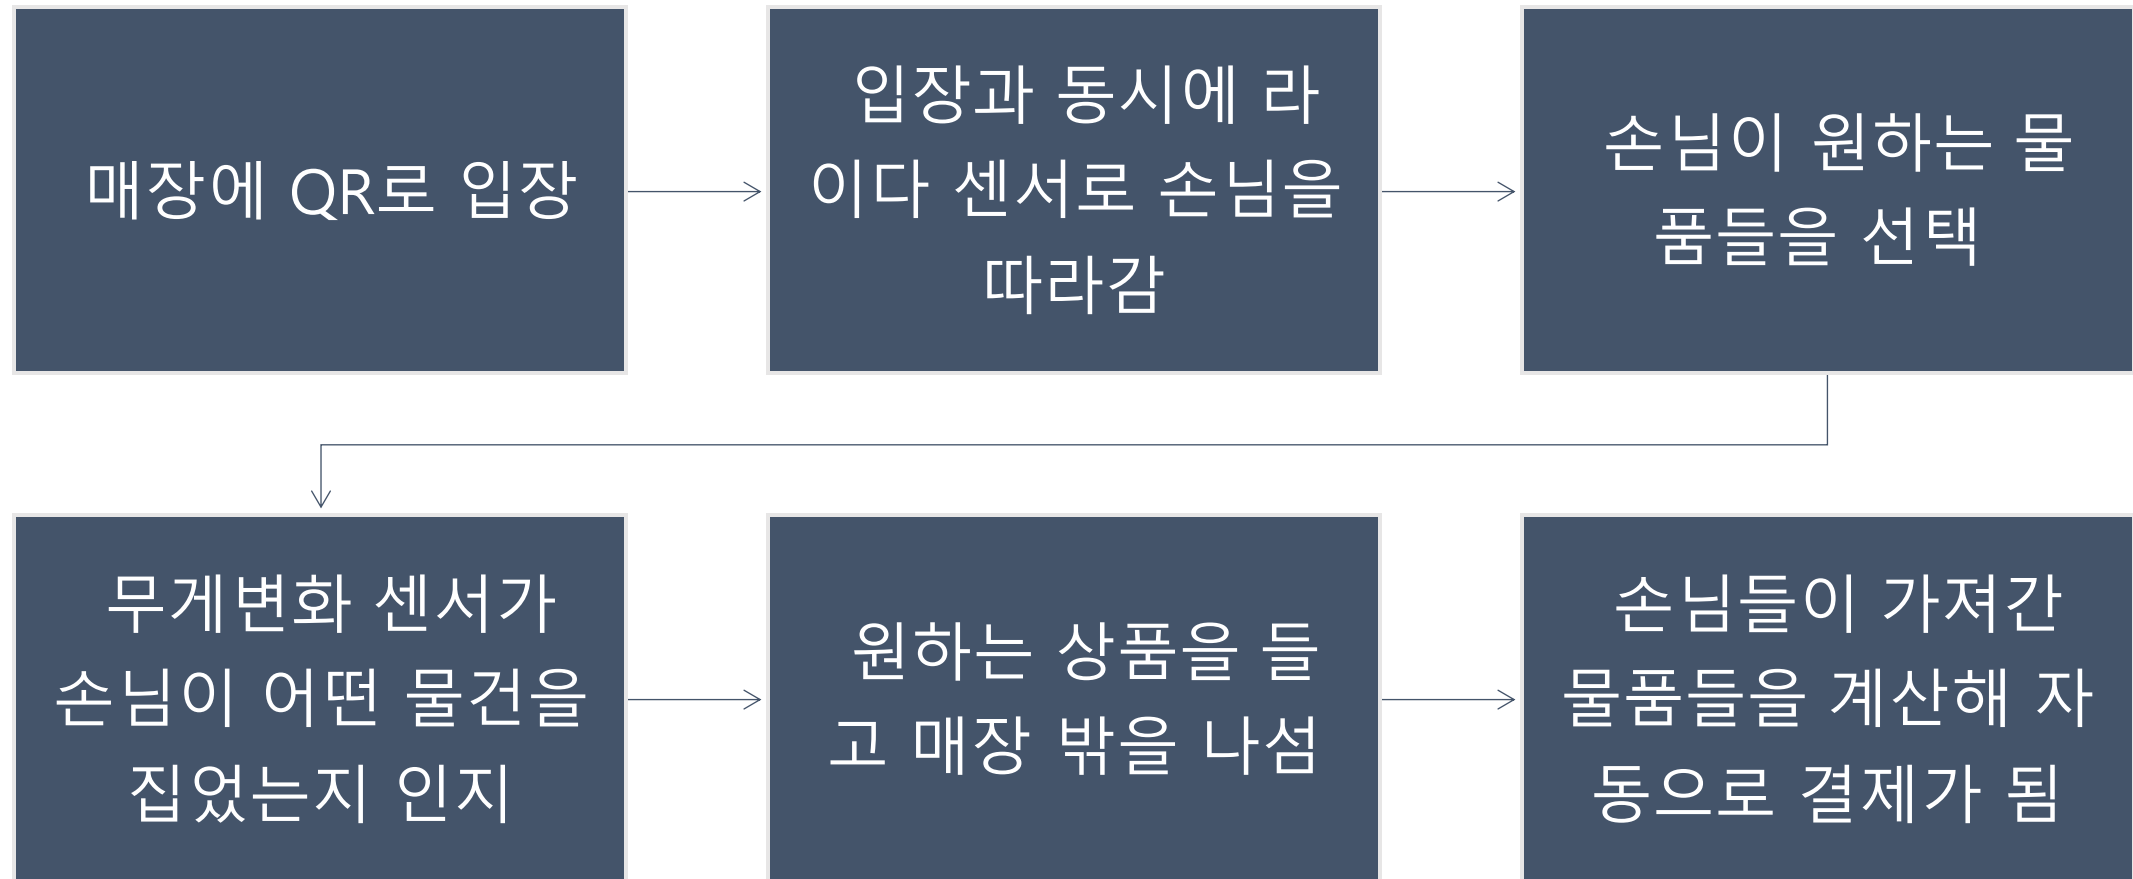 매장에 QR로 입장
입장과 동시에 라
이다 센서로 손님을
따라감
손님이 원하는 물
품들을 선택
무게변화 센서가
손님이 어떤 물건을
집었는지 인지
원하는 상품을 들
고 매장 밖을 나섬
손님들이 가져간
물품들을 계산해 자
동으로 결제가 됨